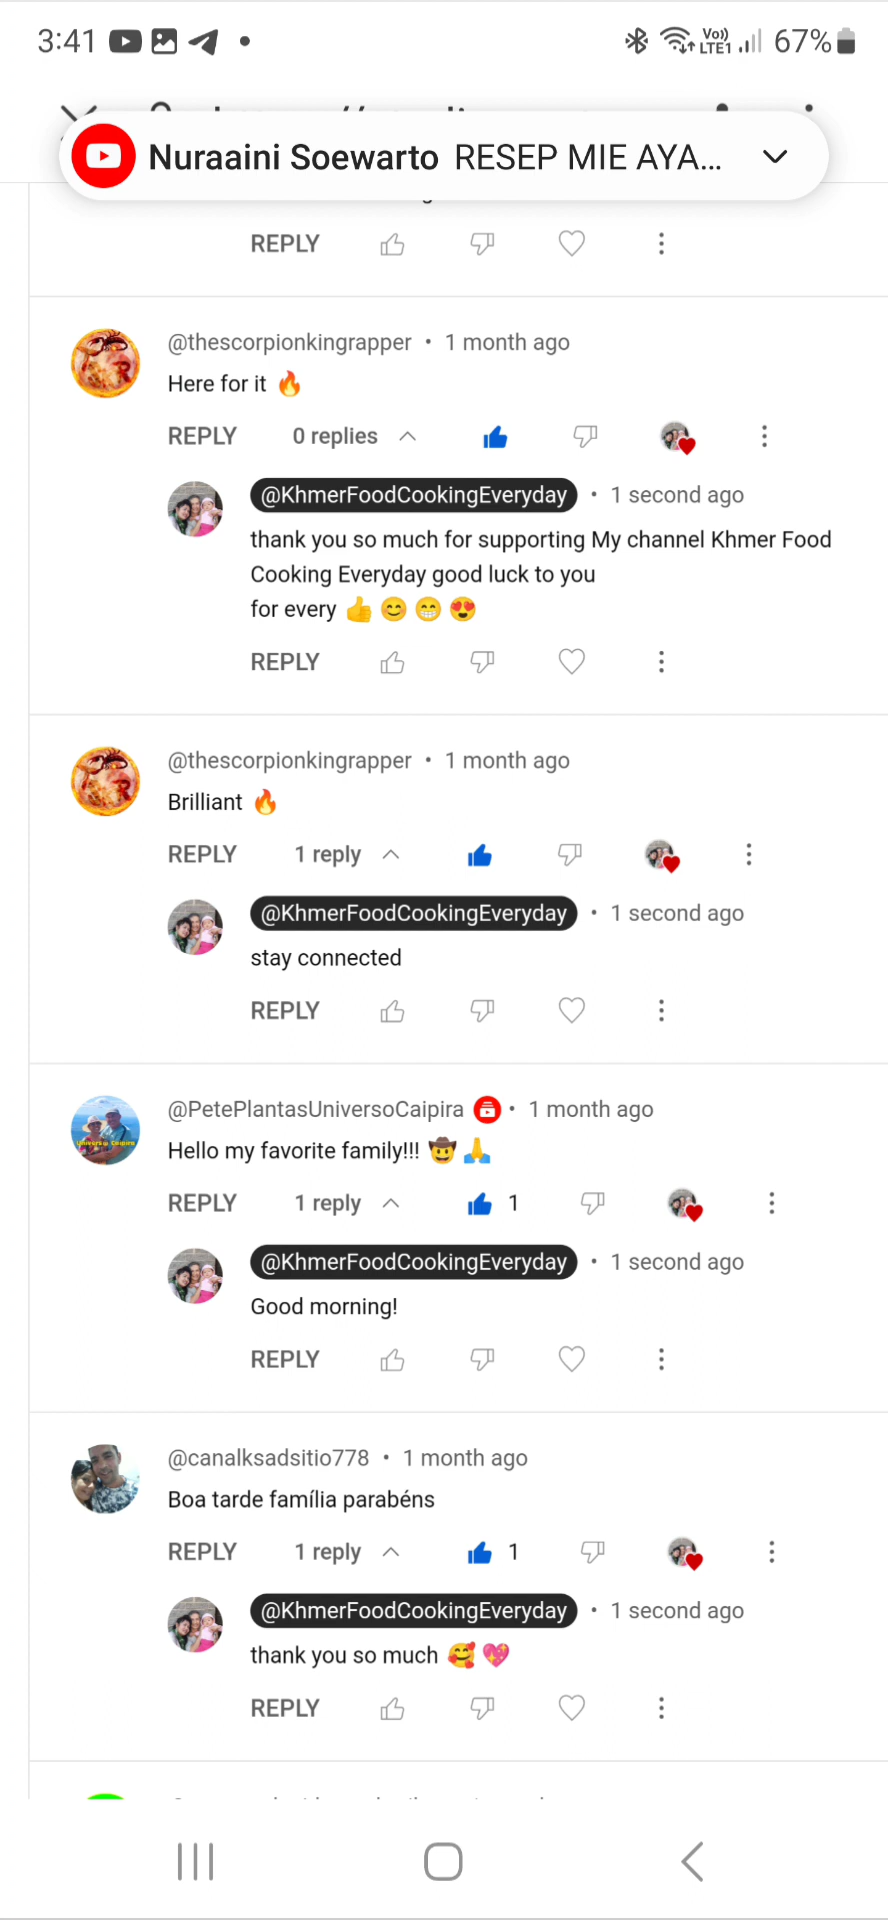 3:41
Vo)) LTE1 67%
Nuraaini Soewarto RESEP MIE AYA...
REPLY
@thescorpionkingrapper • 1 month ago
Here for it 🔥
REPLY 0 replies
@KhmerFoodCookingEveryday • 1 second ago
thank you so much for supporting My channel Khmer Food
Cooking Everyday good luck to you
for every 👍 😊 😁 😍
REPLY
@thescorpionkingrapper • 1 month ago
Brilliant 🔥
REPLY 1 reply
@KhmerFoodCookingEveryday • 1 second ago
stay connected
REPLY
@PetePlantasUniversoCaipira • 1 month ago
Hello my favorite family!!! 🤠 🙏
REPLY 1 reply 1
@KhmerFoodCookingEveryday • 1 second ago
Good morning!
REPLY
@canalksadsitio778 • 1 month ago
Boa tarde família parabéns
REPLY 1 reply 1
@KhmerFoodCookingEveryday • 1 second ago
thank you so much 🥰 💖
REPLY